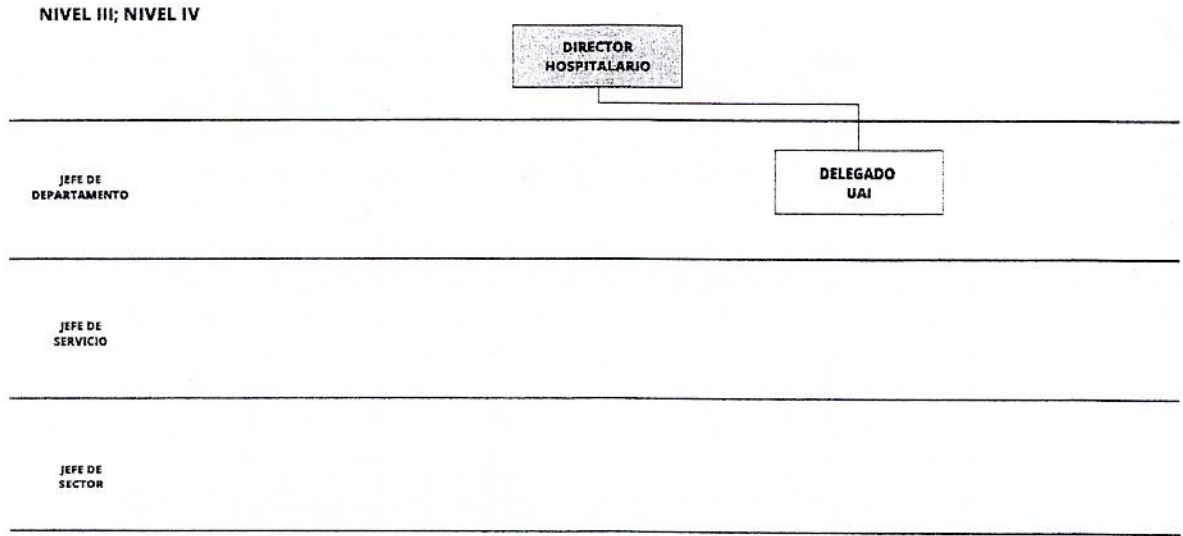 NIVEL III; NIVEL IV
DIRECTOR
HOSPITALARIO
JEFE DE
DEPARTAMENTO
DELEGADO
UAI
JEFE DE
SERVICIO
JEFE DE
SECTOR